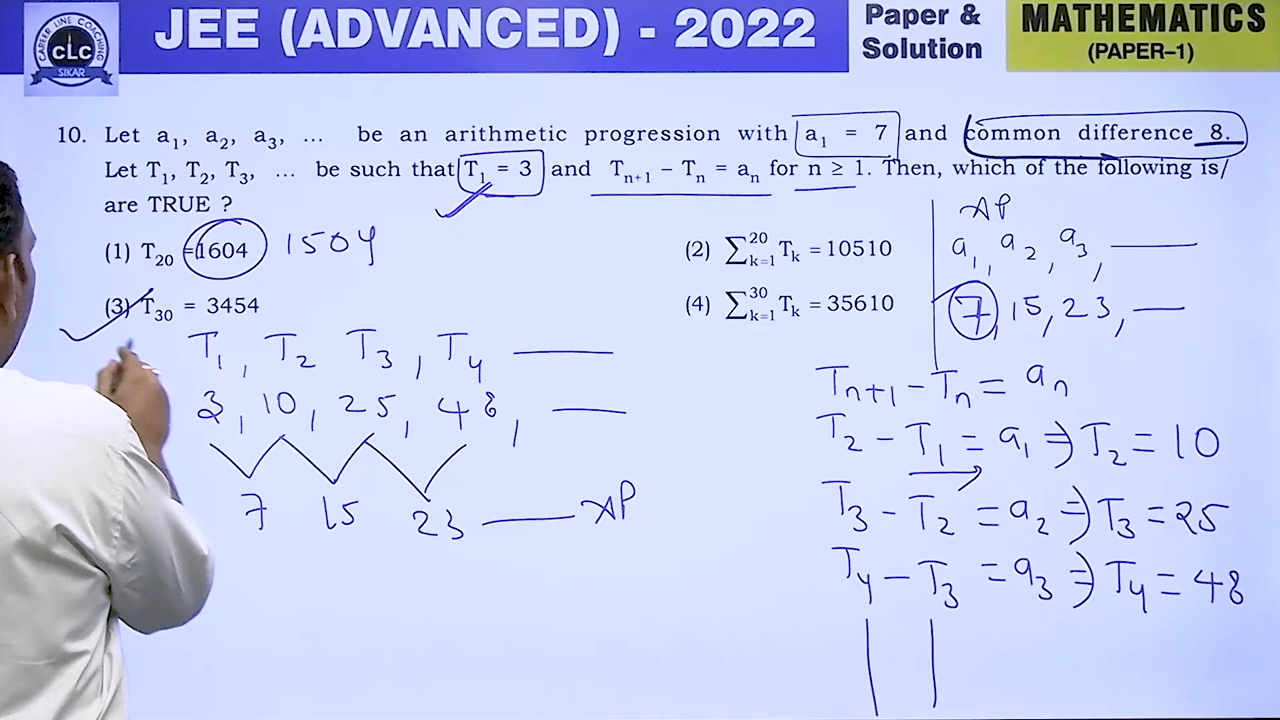 CAREER LINE COACHING
CLC
SIKAR
JEE (ADVANCED) - 2022
Paper &
Solution
MATHEMATICS
(PAPER–1)
10. Let a₁, a₂, a₃, ... be an arithmetic progression with a₁ = 7 and common difference 8.
Let T₁, T₂, T₃, ... be such that T₁ = 3 and Tₙ₊₁ − Tₙ = aₙ for n ≥ 1. Then, which of the following is/
are TRUE ?
(1) T₂₀ = 1604 1504
(2) ∑ₖ₌₁²⁰ Tₖ = 10510
(3) T₃₀ = 3454
(4) ∑ₖ₌₁³⁰ Tₖ = 35610
AP
a₁, a₂, a₃,
7, 15, 23,
T₁, T₂ T₃, T₄
3, 10, 25, 48,
7 15 23 AP
Tₙ₊₁ − Tₙ = aₙ
T₂ − T₁ = a₁ ⇒ T₂ = 10
T₃ − T₂ = a₂ ⇒ T₃ = 25
T₄ − T₃ = a₃ ⇒ T₄ = 48